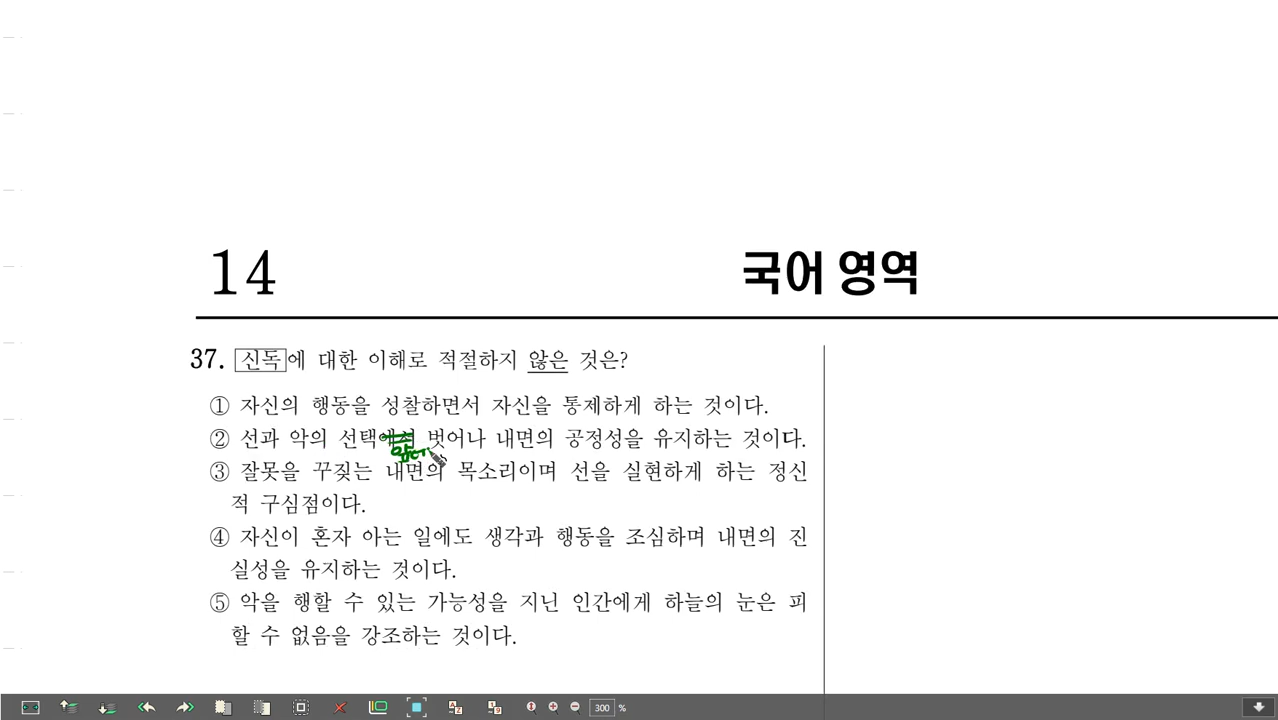 14
국어 영역
37. 신독에 대한 이해로 적절하지 않은 것은?
① 자신의 행동을 성찰하면서 자신을 통제하게 하는 것이다.
② 선과 악의 선택에서 벗어나 내면의 공정성을 유지하는 것이다.
③ 잘못을 꾸짖는 내면의 목소리이며 선을 실현하게 하는 정신
적 구심점이다.
④ 자신이 혼자 아는 일에도 생각과 행동을 조심하며 내면의 진
실성을 유지하는 것이다.
⑤ 악을 행할 수 있는 가능성을 지닌 인간에게 하늘의 눈은 피
할 수 없음을 강조하는 것이다.
300 %